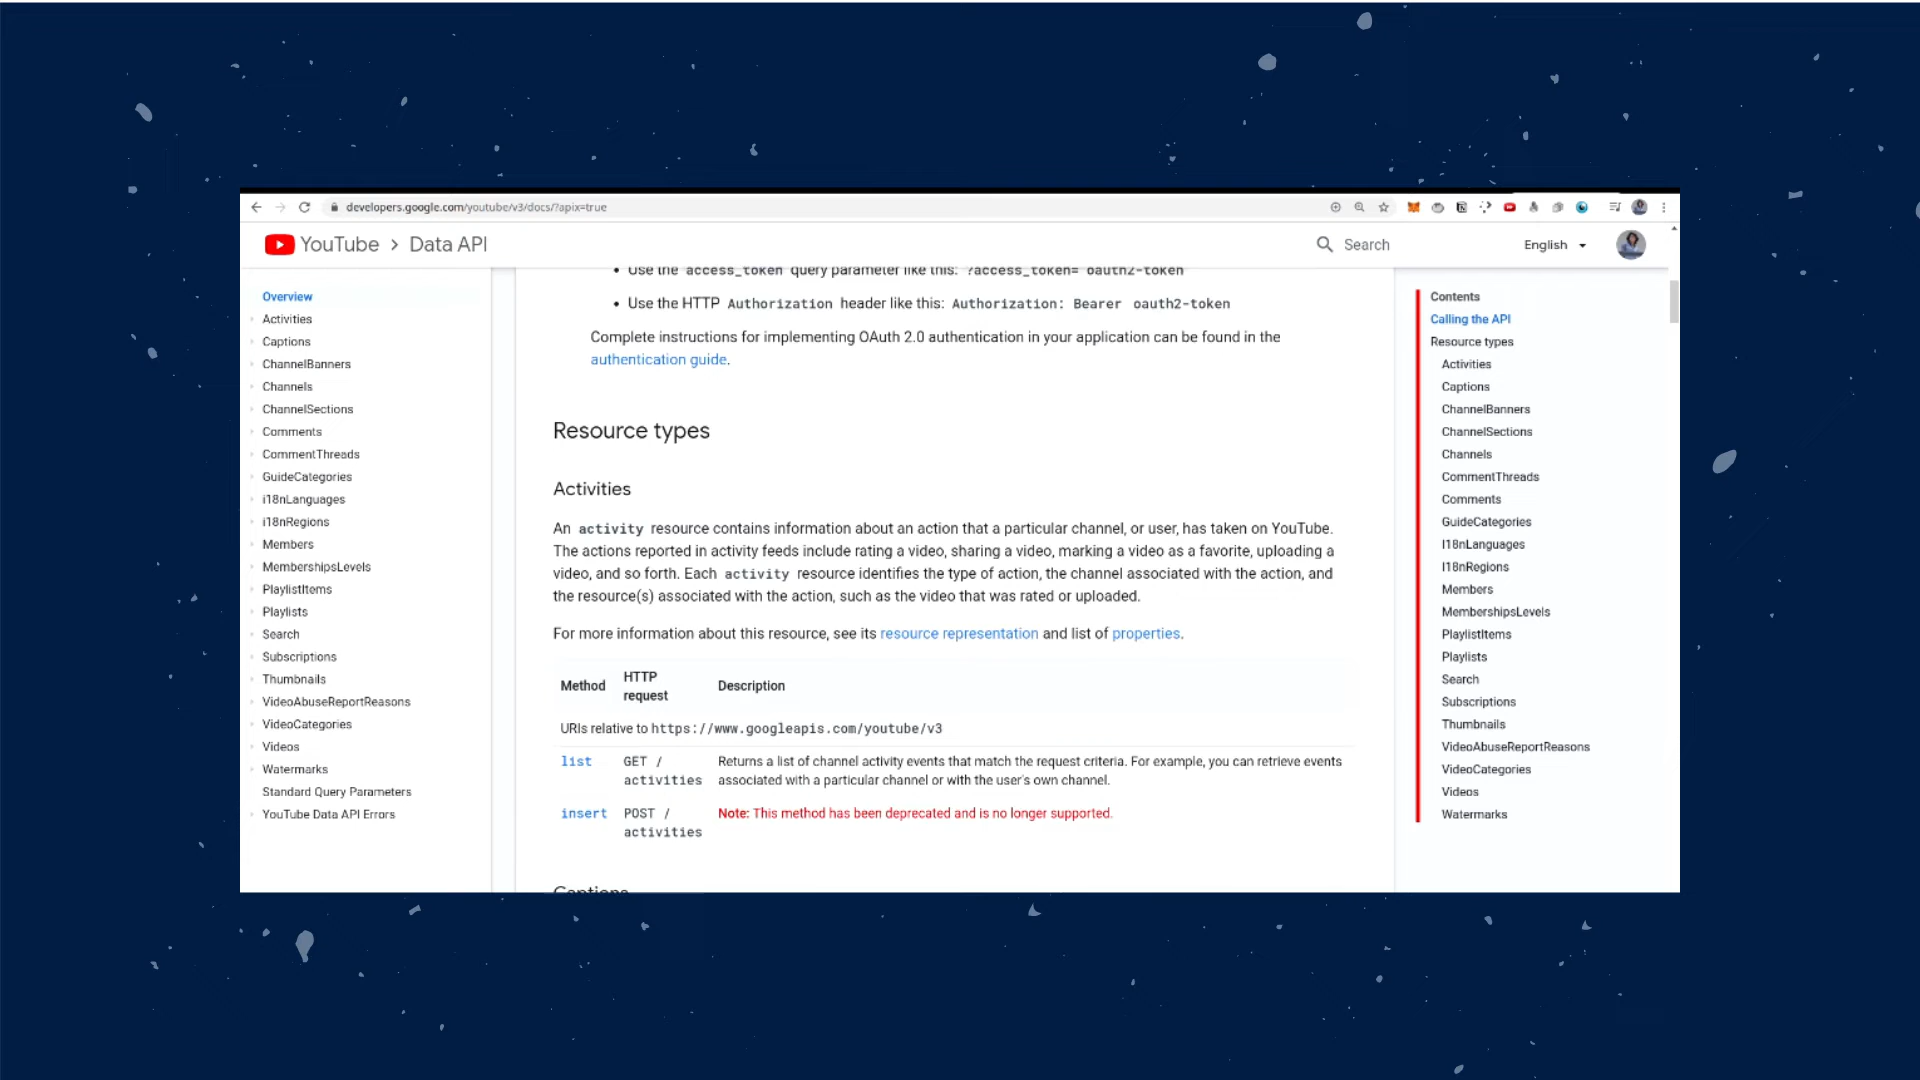 developers.google.com/youtube/v3/docs/?apix=true
YouTube > Data API
Search
English
Overview
Activities
Captions
ChannelBanners
Channels
ChannelSections
Comments
CommentThreads
GuideCategories
i18nLanguages
i18nRegions
Members
MembershipsLevels
PlaylistItems
Playlists
Search
Subscriptions
Thumbnails
VideoAbuseReportReasons
VideoCategories
Videos
Watermarks
Standard Query Parameters
YouTube Data API Errors
• Use the access_token query parameter like this: ?access_token= oauth2-token
• Use the HTTP Authorization header like this: Authorization: Bearer oauth2-token
Complete instructions for implementing OAuth 2.0 authentication in your application can be found in the
authentication guide.
Resource types
Activities
An activity resource contains information about an action that a particular channel, or user, has taken on YouTube.
The actions reported in activity feeds include rating a video, sharing a video, marking a video as a favorite, uploading a
video, and so forth. Each activity resource identifies the type of action, the channel associated with the action, and
the resource(s) associated with the action, such as the video that was rated or uploaded.
For more information about this resource, see its resource representation and list of properties.
Method HTTP request Description
URIs relative to https://www.googleapis.com/youtube/v3
list GET / Returns a list of channel activity events that match the request criteria. For example, you can retrieve events
activities associated with a particular channel or with the user's own channel.
insert POST / Note: This method has been deprecated and is no longer supported.
activities
Captions
Contents
Calling the API
Resource types
Activities
Captions
ChannelBanners
ChannelSections
Channels
CommentThreads
Comments
GuideCategories
I18nLanguages
I18nRegions
Members
MembershipsLevels
PlaylistItems
Playlists
Search
Subscriptions
Thumbnails
VideoAbuseReportReasons
VideoCategories
Videos
Watermarks